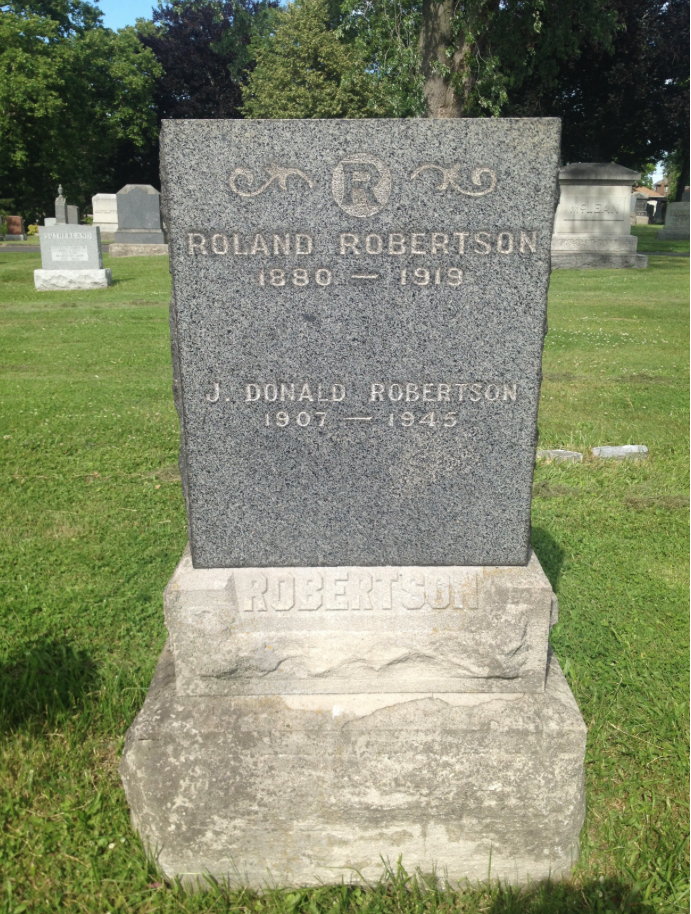 R
ROLAND ROBERTSON
1880 — 1919
J. DONALD ROBERTSON
1907 — 1945
ROBERTSON